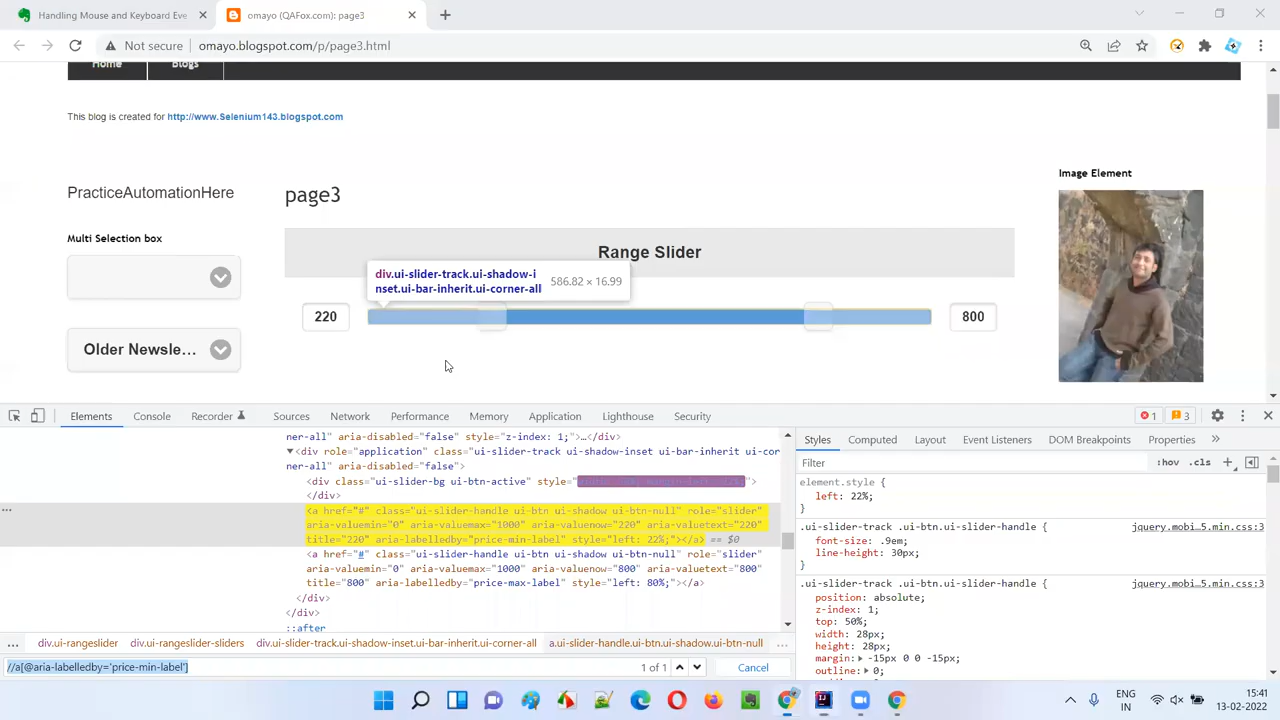 Handling Mouse and Keyboard Eve
omayo (QAFox.com): page3
Not secure
omayo.blogspot.com/p/page3.html
Home
Blogs
This blog is created for http://www.Selenium143.blogspot.com
PracticeAutomationHere
page3
Image Element
Multi Selection box
Range Slider
div.ui-slider-track.ui-shadow-i
nset.ui-bar-inherit.ui-corner-all
586.82 × 16.99
220
800
Older Newsle...
Elements
Console
Recorder
Sources
Network
Performance
Memory
Application
Lighthouse
Security
1
3
ner-all" aria-disabled="false" style="z-index: 1;">…</div>
<div role="application" class="ui-slider-track ui-shadow-inset ui-bar-inherit ui-cor
ner-all" aria-disabled="false">
<div class="ui-slider-bg ui-btn-active" style="
">
</div>
<a href="#" class="ui-slider-handle ui-btn ui-shadow ui-btn-null" role="slider"
aria-valuemin="0" aria-valuemax="1000" aria-valuenow="220" aria-valuetext="220"
title="220" aria-labelledby="price-min-label" style="left: 22%;"></a> == $0
<a href="#" class="ui-slider-handle ui-btn ui-shadow ui-btn-null" role="slider"
aria-valuemin="0" aria-valuemax="1000" aria-valuenow="800" aria-valuetext="800"
title="800" aria-labelledby="price-max-label" style="left: 80%;"></a>
</div>
</div>
::after
... div.ui-rangeslider div.ui-rangeslider-sliders div.ui-slider-track.ui-shadow-inset.ui-bar-inherit.ui-corner-all a.ui-slider-handle.ui-btn.ui-shadow.ui-btn-null ...
//a[@aria-labelledby='price-min-label']
1 of 1
Cancel
Styles
Computed
Layout
Event Listeners
DOM Breakpoints
Properties
Filter
:hov
.cls
element.style {
left: 22%;
}
.ui-slider-track .ui-btn.ui-slider-handle {
jquery.mobi…5.min.css:3
font-size: .9em;
line-height: 30px;
}
.ui-slider-track .ui-btn.ui-slider-handle {
jquery.mobi…5.min.css:3
position: absolute;
z-index: 1;
top: 50%;
width: 28px;
height: 28px;
margin: -15px 0 0 -15px;
outline: 0;
ENG
IN
15:41
13-02-2022